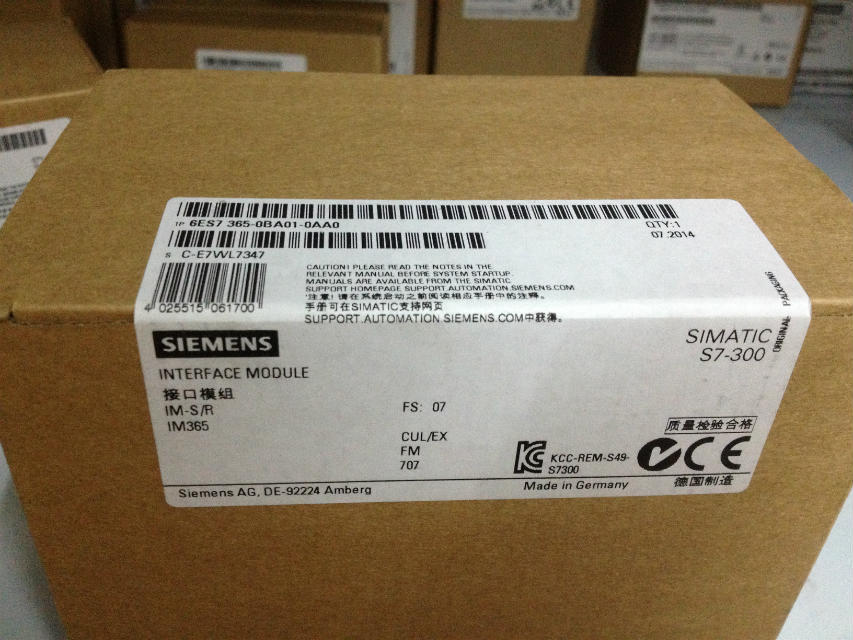 1P 6ES7 365-0BA01-0AA0
QTY:1
07.2014
S C-E7WL7347
4 025515 061700
CAUTION! PLEASE READ THE NOTES IN THE
RELEVANT MANUAL BEFORE SYSTEM STARTUP.
MANUALS ARE AVAILABLE FROM THE SIMATIC
SUPPORT HOMEPAGE SUPPORT.AUTOMATION.SIEMENS.COM
注意! 请在系统启动之前阅读相应手册中的注释。
手册可在SIMATIC支持网页
SUPPORT.AUTOMATION.SIEMENS.COM中获得。
ORIGINAL PACKING
SIEMENS
SIMATIC
S7-300
INTERFACE MODULE
接口模组
IM-S/R
IM365
FS: 07
CUL/EX
FM
707
KCC-REM-S49-
S7300
质量检验合格
CE
Siemens AG, DE-92224 Amberg
Made in Germany
德国制造